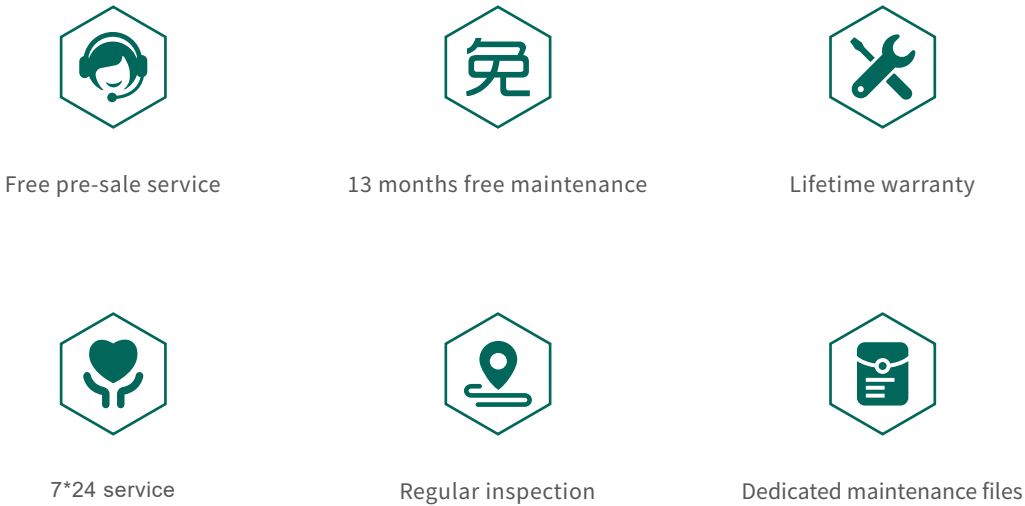 免
Free pre-sale service
13 months free maintenance
Lifetime warranty
7*24 service
Regular inspection
Dedicated maintenance files